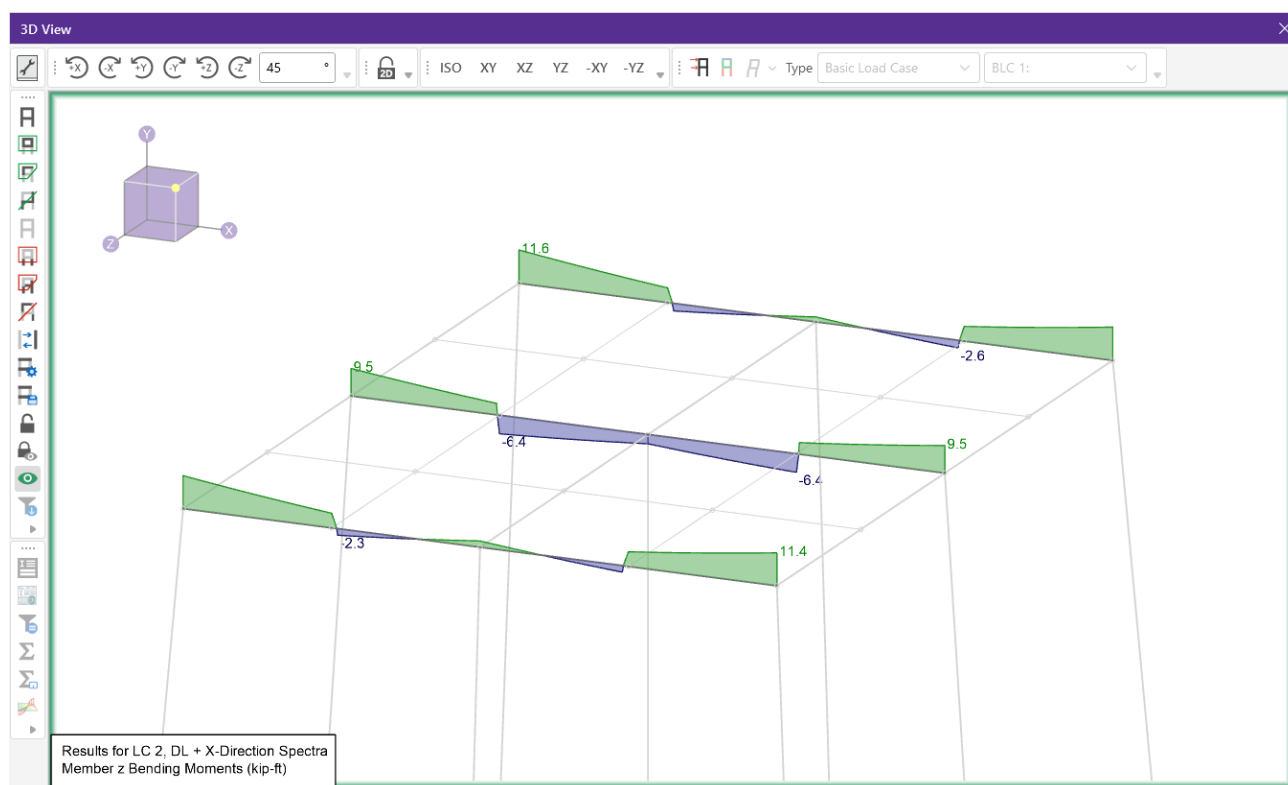 3D View
+X -X +Y -Y +Z -Z 45 ° 2D ISO XY XZ YZ -XY -YZ Type Basic Load Case BLC 1:
Y
X
Z
11.6
-2.6
9.5
-6.4
9.5
-6.4
-2.3
11.4
Results for LC 2, DL + X-Direction Spectra
Member z Bending Moments (kip-ft)